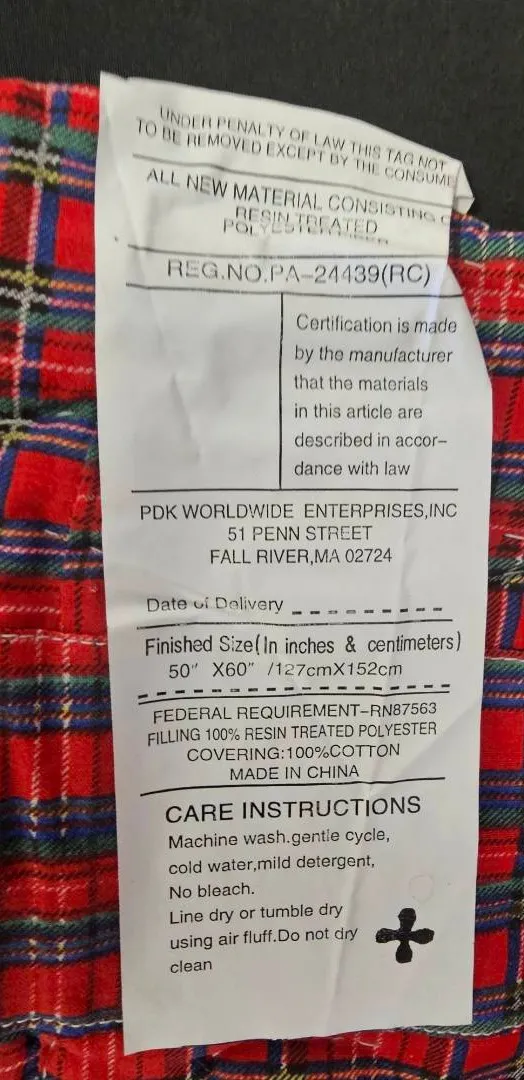 UNDER PENALTY OF LAW THIS TAG NOT
TO BE REMOVED EXCEPT BY THE CONSUME
ALL NEW MATERIAL CONSISTING
RESIN TREATED
POLYESTER FIBER
REG.NO.PA-24439(RC)
Certification is made
by the manufacturer
that the materials
in this article are
described in accor-
dance with law
PDK WORLDWIDE ENTERPRISES,INC
51 PENN STREET
FALL RIVER,MA 02724
Date of Delivery
Finished Size(In inches & centimeters)
50" X60" /127cmX152cm
FEDERAL REQUIREMENT-RN87563
FILLING 100% RESIN TREATED POLYESTER
COVERING:100%COTTON
MADE IN CHINA
CARE INSTRUCTIONS
Machine wash.gentle cycle,
cold water,mild detergent,
No bleach.
Line dry or tumble dry
using air fluff.Do not dry
clean